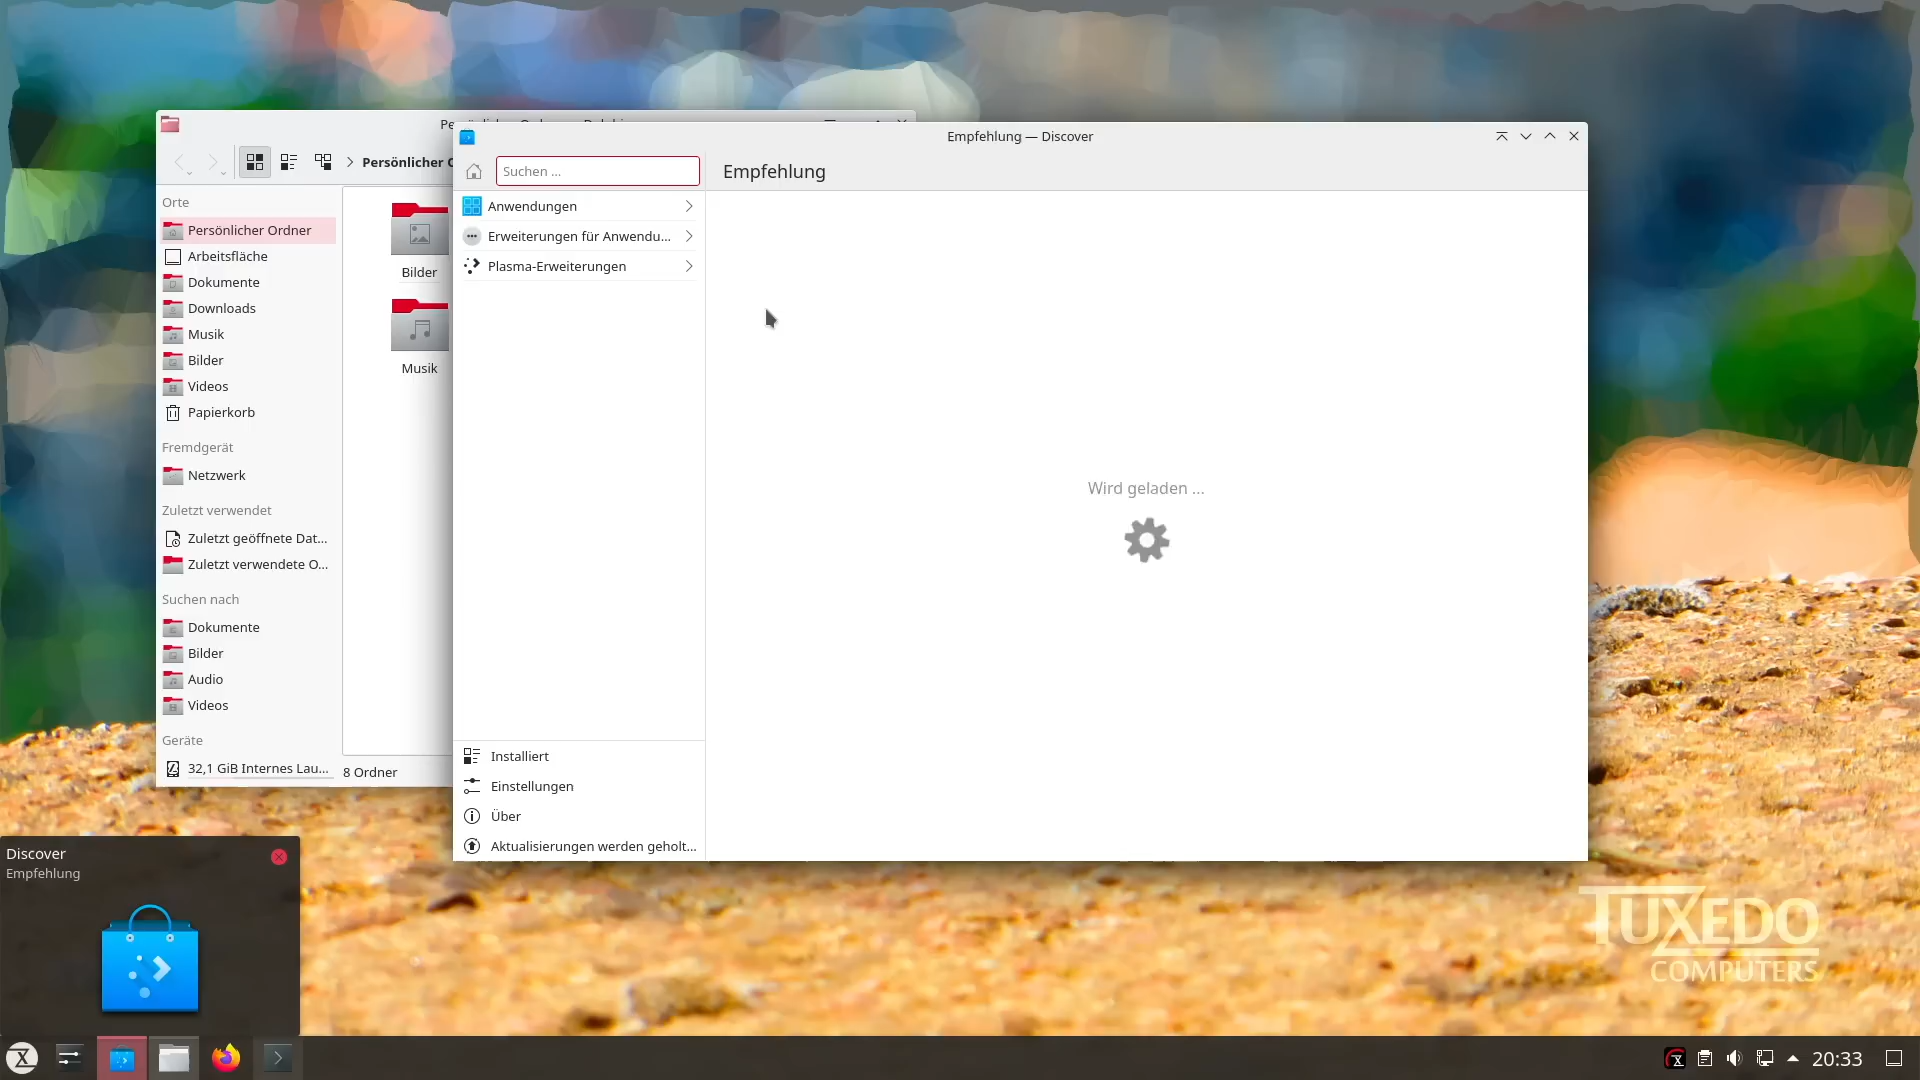 Empfehlung — Discover
Persönlicher
Suchen ...
Empfehlung
Orte
Persönlicher Ordner
Arbeitsfläche
Dokumente
Downloads
Musik
Bilder
Videos
Papierkorb
Fremdgerät
Netzwerk
Zuletzt verwendet
Zuletzt geöffnete Dat...
Zuletzt verwendete O...
Suchen nach
Dokumente
Bilder
Audio
Videos
Geräte
32,1 GiB Internes Lau...
Bilder
Musik
8 Ordner
Anwendungen
Erweiterungen für Anwendu...
Plasma-Erweiterungen
Wird geladen ...
Installiert
Einstellungen
Über
Aktualisierungen werden geholt...
Discover
Empfehlung
TUXEDO
COMPUTERS
20:33